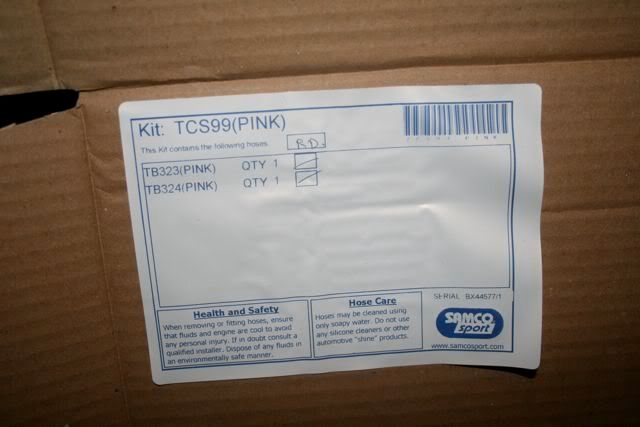 Kit: TCS99(PINK)
This Kit contains the following hoses
R.D.
TB323(PINK) QTY 1
TB324(PINK) QTY 1
Health and Safety
When removing or fitting hoses, ensure
that fluids and engine are cool to avoid
any personal injury. If in doubt consult a
qualified installer. Dispose of any fluids in
an environmentally safe manner.
Hose Care
Hoses may be cleaned using
only soapy water. Do not use
any silicone cleaners or other
automotive "shine" products.
SERIAL BX44577/1
SAMCO
sport
www.samcosport.com